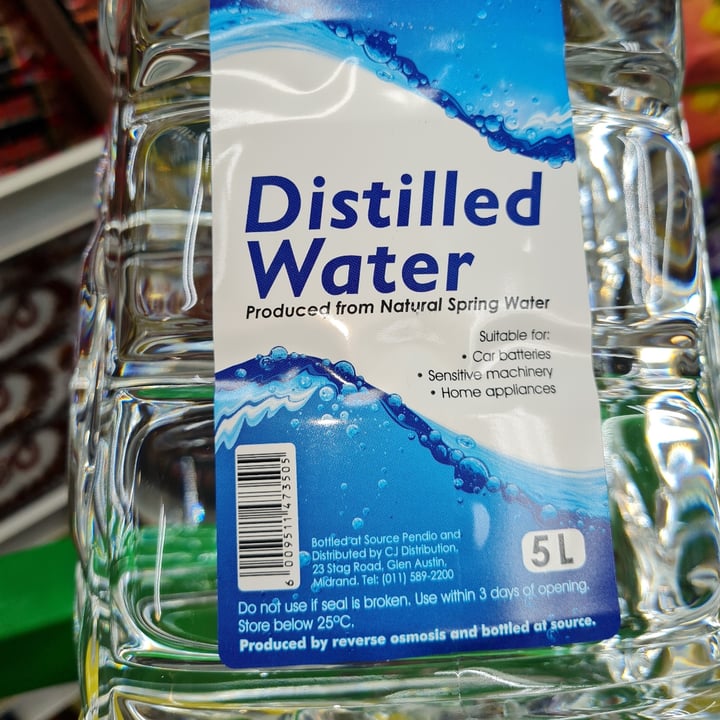 Distilled
Water
Produced from Natural Spring Water
Suitable for:
• Car batteries
• Sensitive machinery
• Home appliances
6 009511 473505
Bottled at Source Pendio and
Distributed by CJ Distribution,
23 Stag Road, Glen Austin,
Midrand. Tel: (011) 589-2200
5 L
Do not use if seal is broken. Use within 3 days of opening.
Store below 25ºC.
Produced by reverse osmosis and bottled at source.